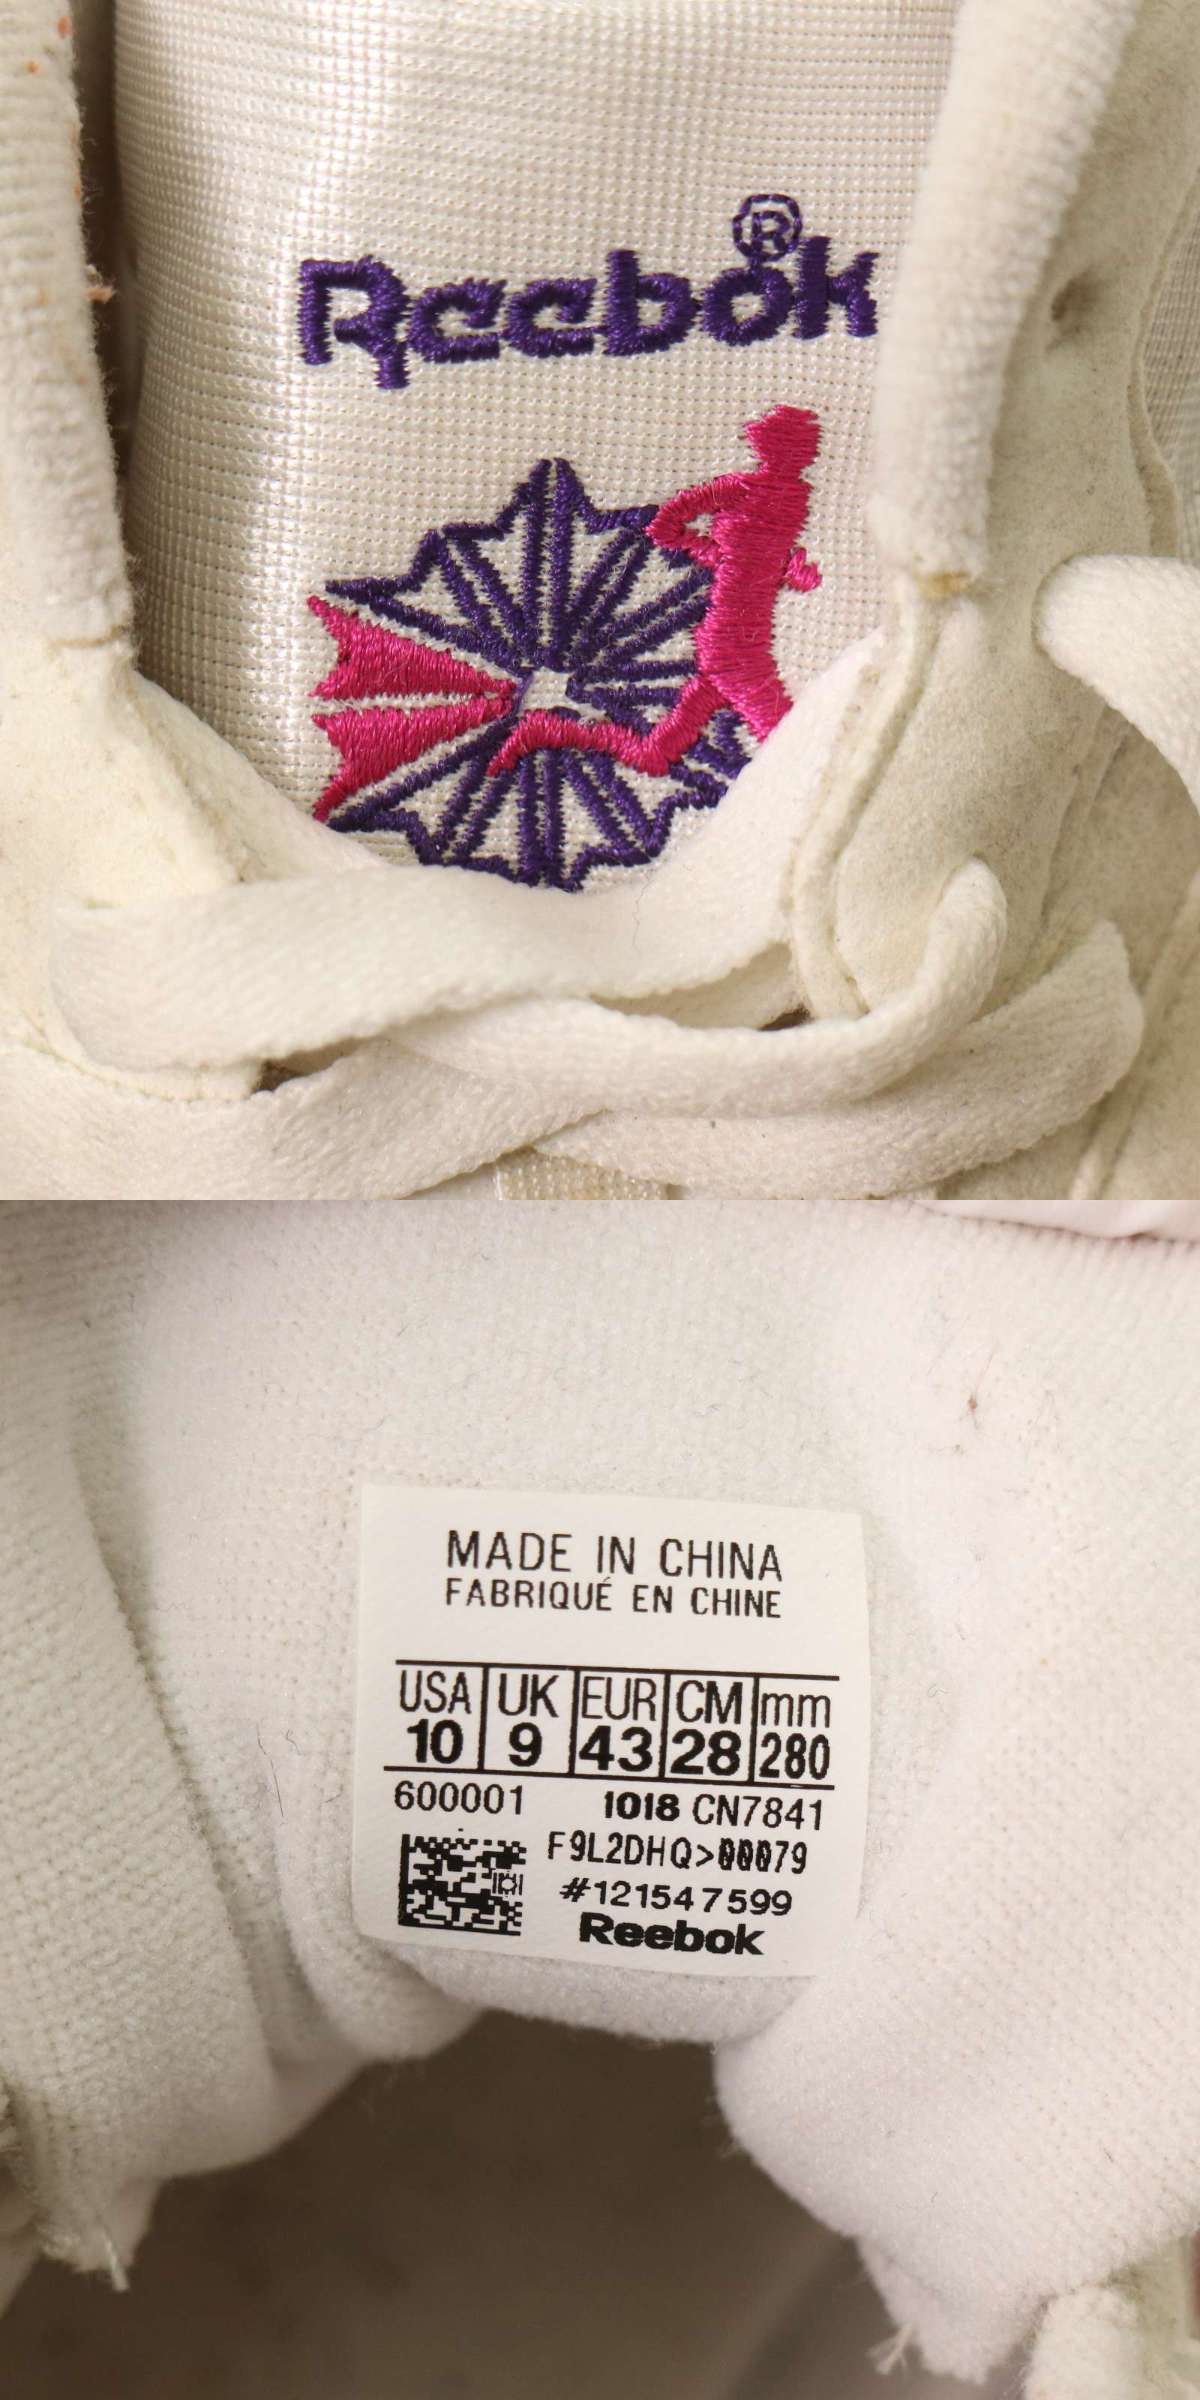 Reebok®
MADE IN CHINA
FABRIQUÉ EN CHINE
USA UK EUR CM mm
10 9 43 28 280
600001 1018 CN7841
F9L2DHQ>00079
#121547599
Reebok